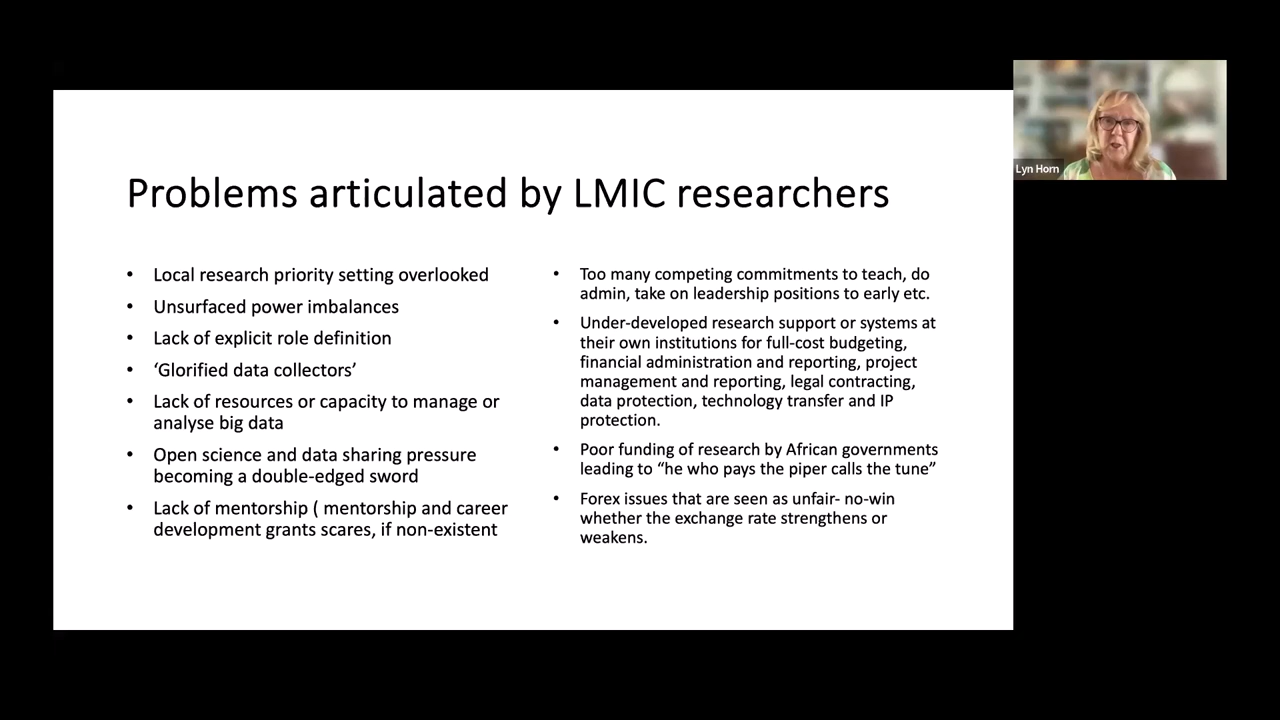 Problems articulated by LMIC researchers
• Local research priority setting overlooked
• Unsurfaced power imbalances
• Lack of explicit role definition
• ‘Glorified data collectors’
• Lack of resources or capacity to manage or
analyse big data
• Open science and data sharing pressure
becoming a double-edged sword
• Lack of mentorship ( mentorship and career
development grants scares, if non-existent
• Too many competing commitments to teach, do
admin, take on leadership positions to early etc.
• Under-developed research support or systems at
their own institutions for full-cost budgeting,
financial administration and reporting, project
management and reporting, legal contracting,
data protection, technology transfer and IP
protection.
• Poor funding of research by African governments
leading to “he who pays the piper calls the tune”
• Forex issues that are seen as unfair- no-win
whether the exchange rate strengthens or
weakens.
Lyn Horn